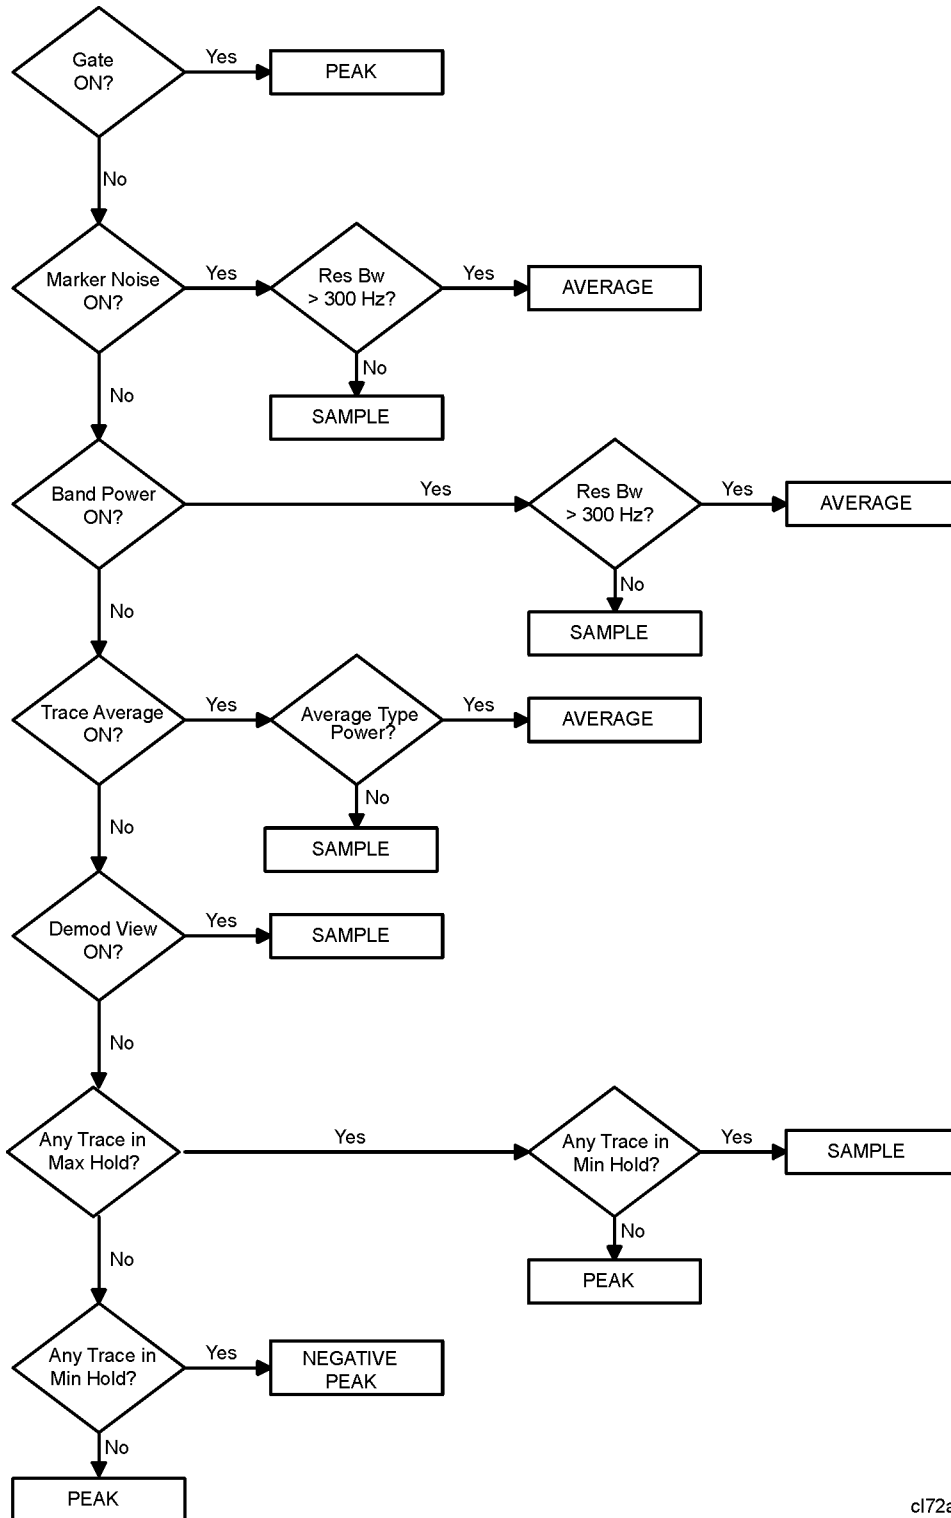 Gate
ON?
Yes
PEAK
No
Marker Noise
ON?
Yes
Res Bw
> 300 Hz?
Yes
AVERAGE
No
SAMPLE
No
Band Power
ON?
Yes
Res Bw
> 300 Hz?
Yes
AVERAGE
No
SAMPLE
No
Trace Average
ON?
Yes
Average Type
Power?
Yes
AVERAGE
No
SAMPLE
No
Demod View
ON?
Yes
SAMPLE
No
Any Trace in
Max Hold?
Yes
Any Trace in
Min Hold?
Yes
SAMPLE
No
PEAK
No
Any Trace in
Min Hold?
Yes
NEGATIVE
PEAK
No
PEAK
cl72a